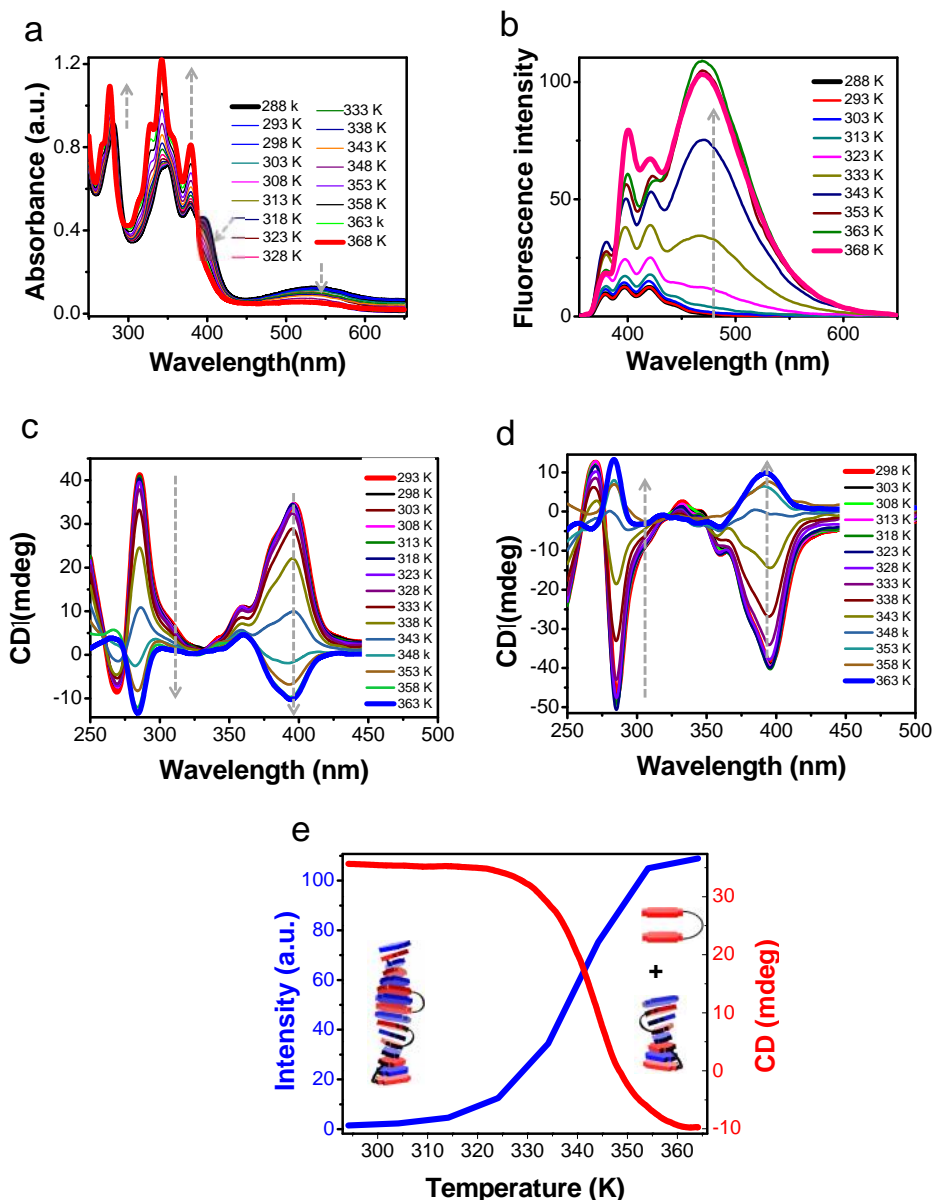 a
Absorbance (a.u.)
1.2
0.8
0.4
0.0
300
400
500
600
Wavelength(nm)
288 k
293 K
298 K
303 K
308 K
313 K
318 K
323 K
328 K
333 K
338 K
343 K
348 K
353 K
358 K
363 k
368 K
b
Fluorescence intensity
100
50
0
400
500
600
Wavelength (nm)
288 K
293 K
303 K
313 K
323 K
333 K
343 K
353 K
363 K
368 K
c
CD (mdeg)
40
30
20
10
0
-10
250
300
350
400
450
500
Wavelength (nm)
293 K
298 K
303 K
308 K
313 K
318 K
323 K
328 K
333 K
338 K
343 K
348 k
353 K
358 K
363 K
d
CD (mdeg)
10
0
-10
-20
-30
-40
-50
250
300
350
400
450
500
Wavelength (nm)
298 K
303 K
308 K
313 K
318 K
323 K
328 K
333 K
338 K
343 K
348 k
353 K
358 K
363 K
e
Intensity (a.u.)
100
80
60
40
20
0
300
310
320
330
340
350
360
Temperature (K)
+
30
20
10
0
-10
CD (mdeg)